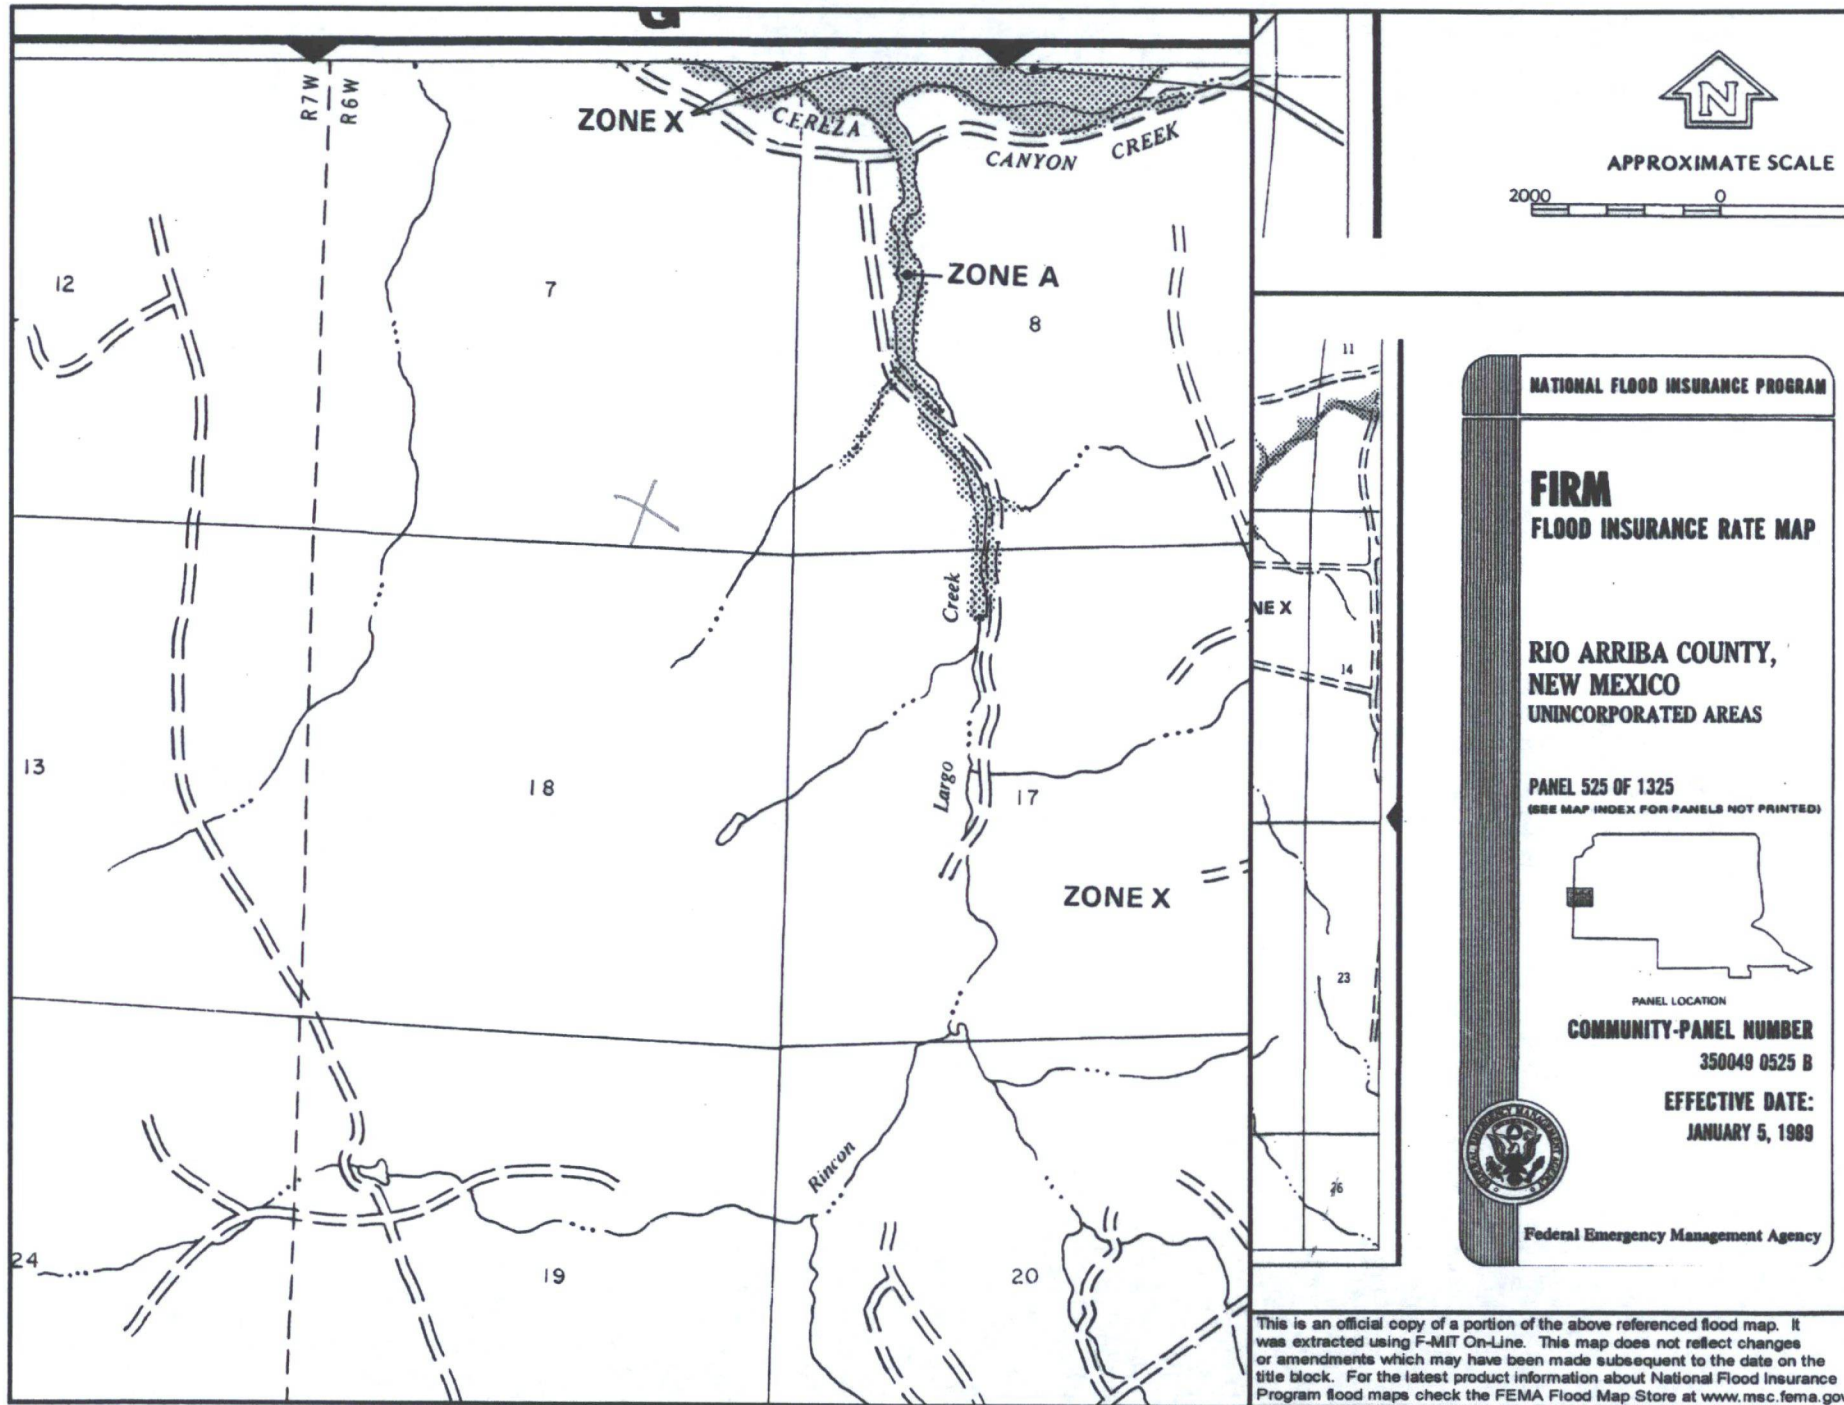 G
R7W
R6W
ZONE X
CEREZA
CANYON
CREEK
12
7
ZONE A
8
Creek
13
18
Largo
17
ZONE X
Rincon
24
19
20
11
NE X
14
23
26
N
APPROXIMATE SCALE
2000 0
NATIONAL FLOOD INSURANCE PROGRAM
FIRM
FLOOD INSURANCE RATE MAP
RIO ARRIBA COUNTY,
NEW MEXICO
UNINCORPORATED AREAS
PANEL 525 OF 1325
(SEE MAP INDEX FOR PANELS NOT PRINTED)
PANEL LOCATION
COMMUNITY-PANEL NUMBER
350049 0525 B
EFFECTIVE DATE:
JANUARY 5, 1989
FEDERAL EMERGENCY MANAGEMENT AGENCY
Federal Emergency Management Agency
This is an official copy of a portion of the above referenced flood map. It
was extracted using F-MIT On-Line. This map does not reflect changes
or amendments which may have been made subsequent to the date on the
title block. For the latest product information about National Flood Insurance
Program flood maps check the FEMA Flood Map Store at www.msc.fema.gov